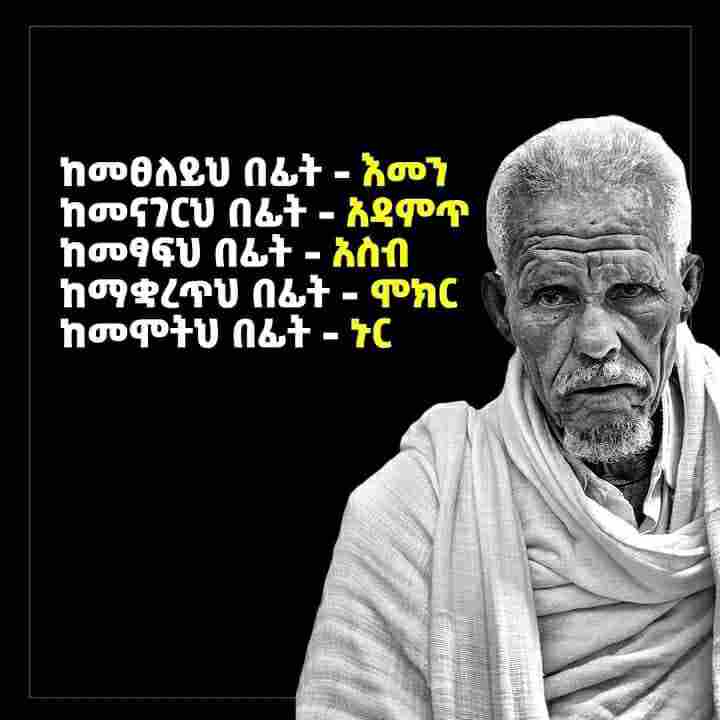 ከመፀለይህ በፊት - እመን
ከመናገርህ በፊት - አዳምጥ
ከመፃፍህ በፊት - አስብ
ከማቋረጥህ በፊት - ሞክር
ከመሞትህ በፊት - ኑር